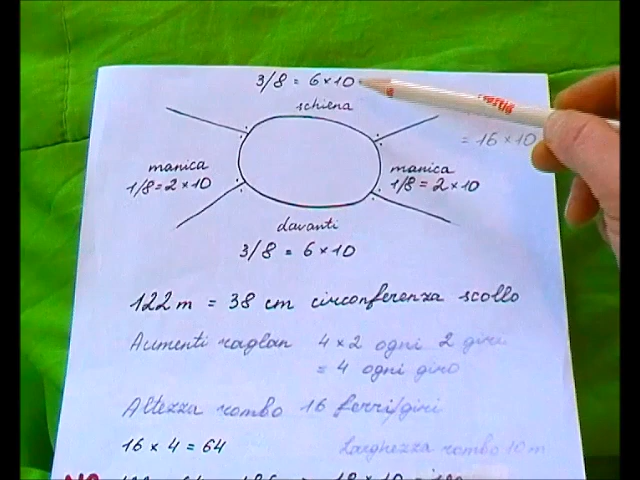 3/8 = 6 x 10
schiena
= 16 x 10
manica
1/8 = 2 x 10
manica
1/8 = 2 x 10
davanti
3/8 = 6 x 10
122 m = 38 cm circonferenza scollo
Aumenti raglan 4 x 2 ogni 2 giri
= 4 ogni giro
Altezza rombo 16 ferri/giri
16 x 4 = 64
Larghezza rombo 10 m